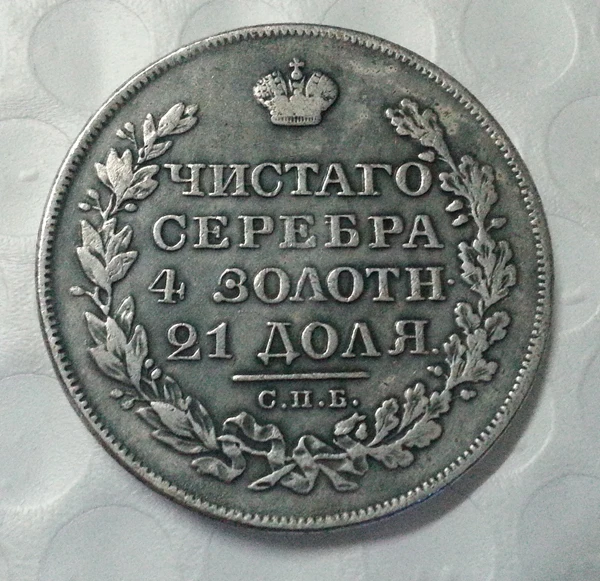 ЧИСТАГО
СЕРЕБРА
4 ЗОЛОТН·
21 ДОЛЯ.
С.П.Б.